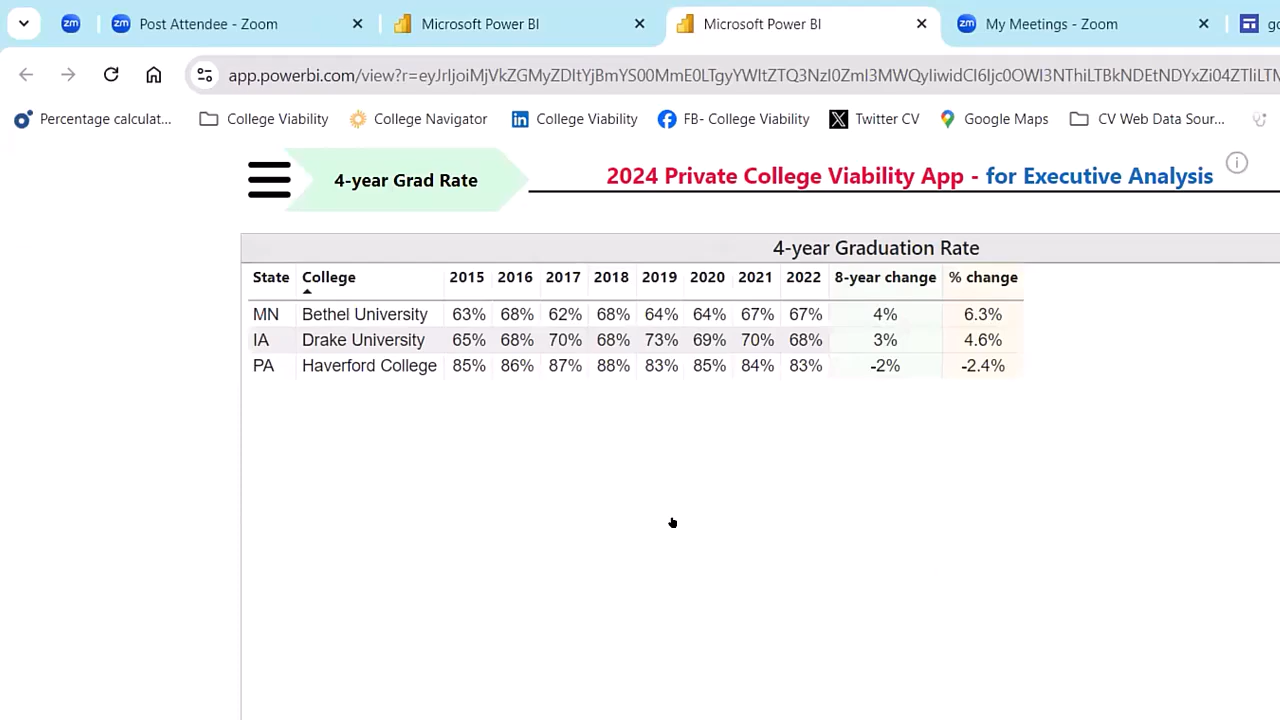 zm Post Attendee - Zoom Microsoft Power BI Microsoft Power BI zm My Meetings - Zoom
Percentage calculat... College Viability College Navigator College Viability FB- College Viability Twitter CV Google Maps CV Web Data Sour...
4-year Grad Rate
2024 Private College Viability App - for Executive Analysis
4-year Graduation Rate
State College 2015 2016 2017 2018 2019 2020 2021 2022 8-year change % change
MN Bethel University 63% 68% 62% 68% 64% 64% 67% 67% 4% 6.3%
IA Drake University 65% 68% 70% 68% 73% 69% 70% 68% 3% 4.6%
PA Haverford College 85% 86% 87% 88% 83% 85% 84% 83% -2% -2.4%